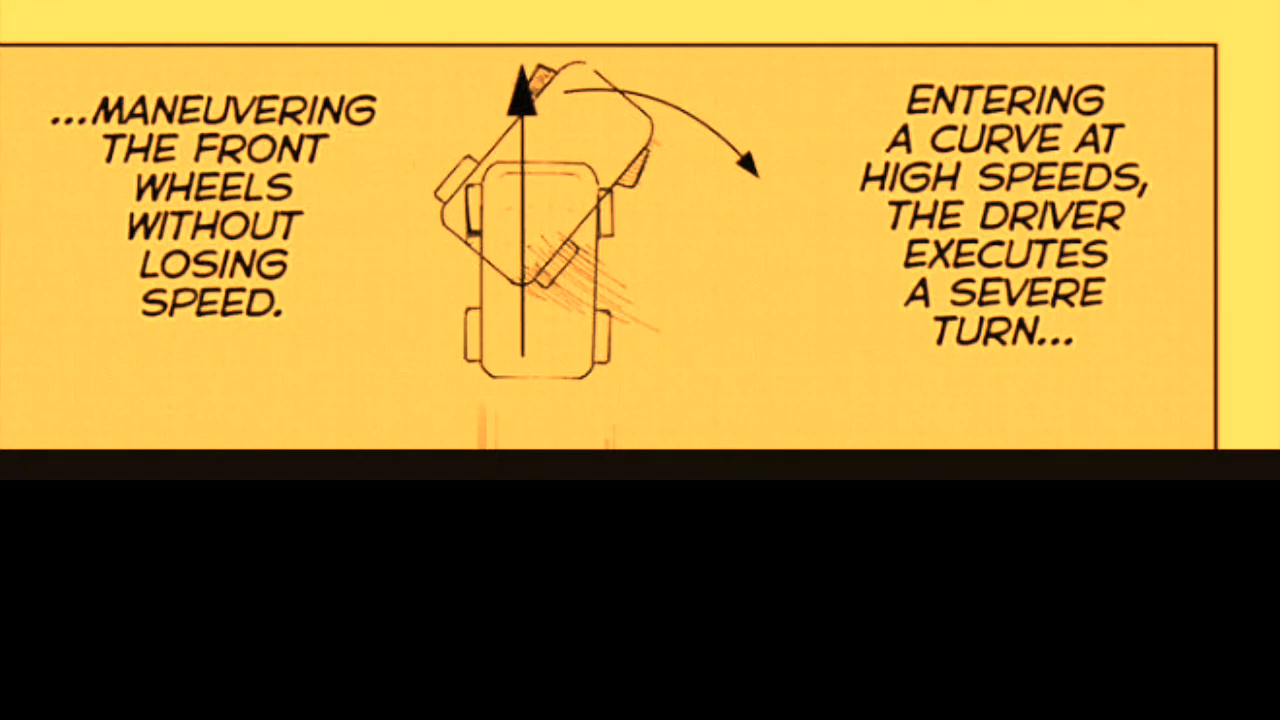 ENTERING
A CURVE AT
HIGH SPEEDS,
THE DRIVER
EXECUTES
A SEVERE
TURN...
...MANEUVERING
THE FRONT
WHEELS
WITHOUT
LOSING
SPEED.